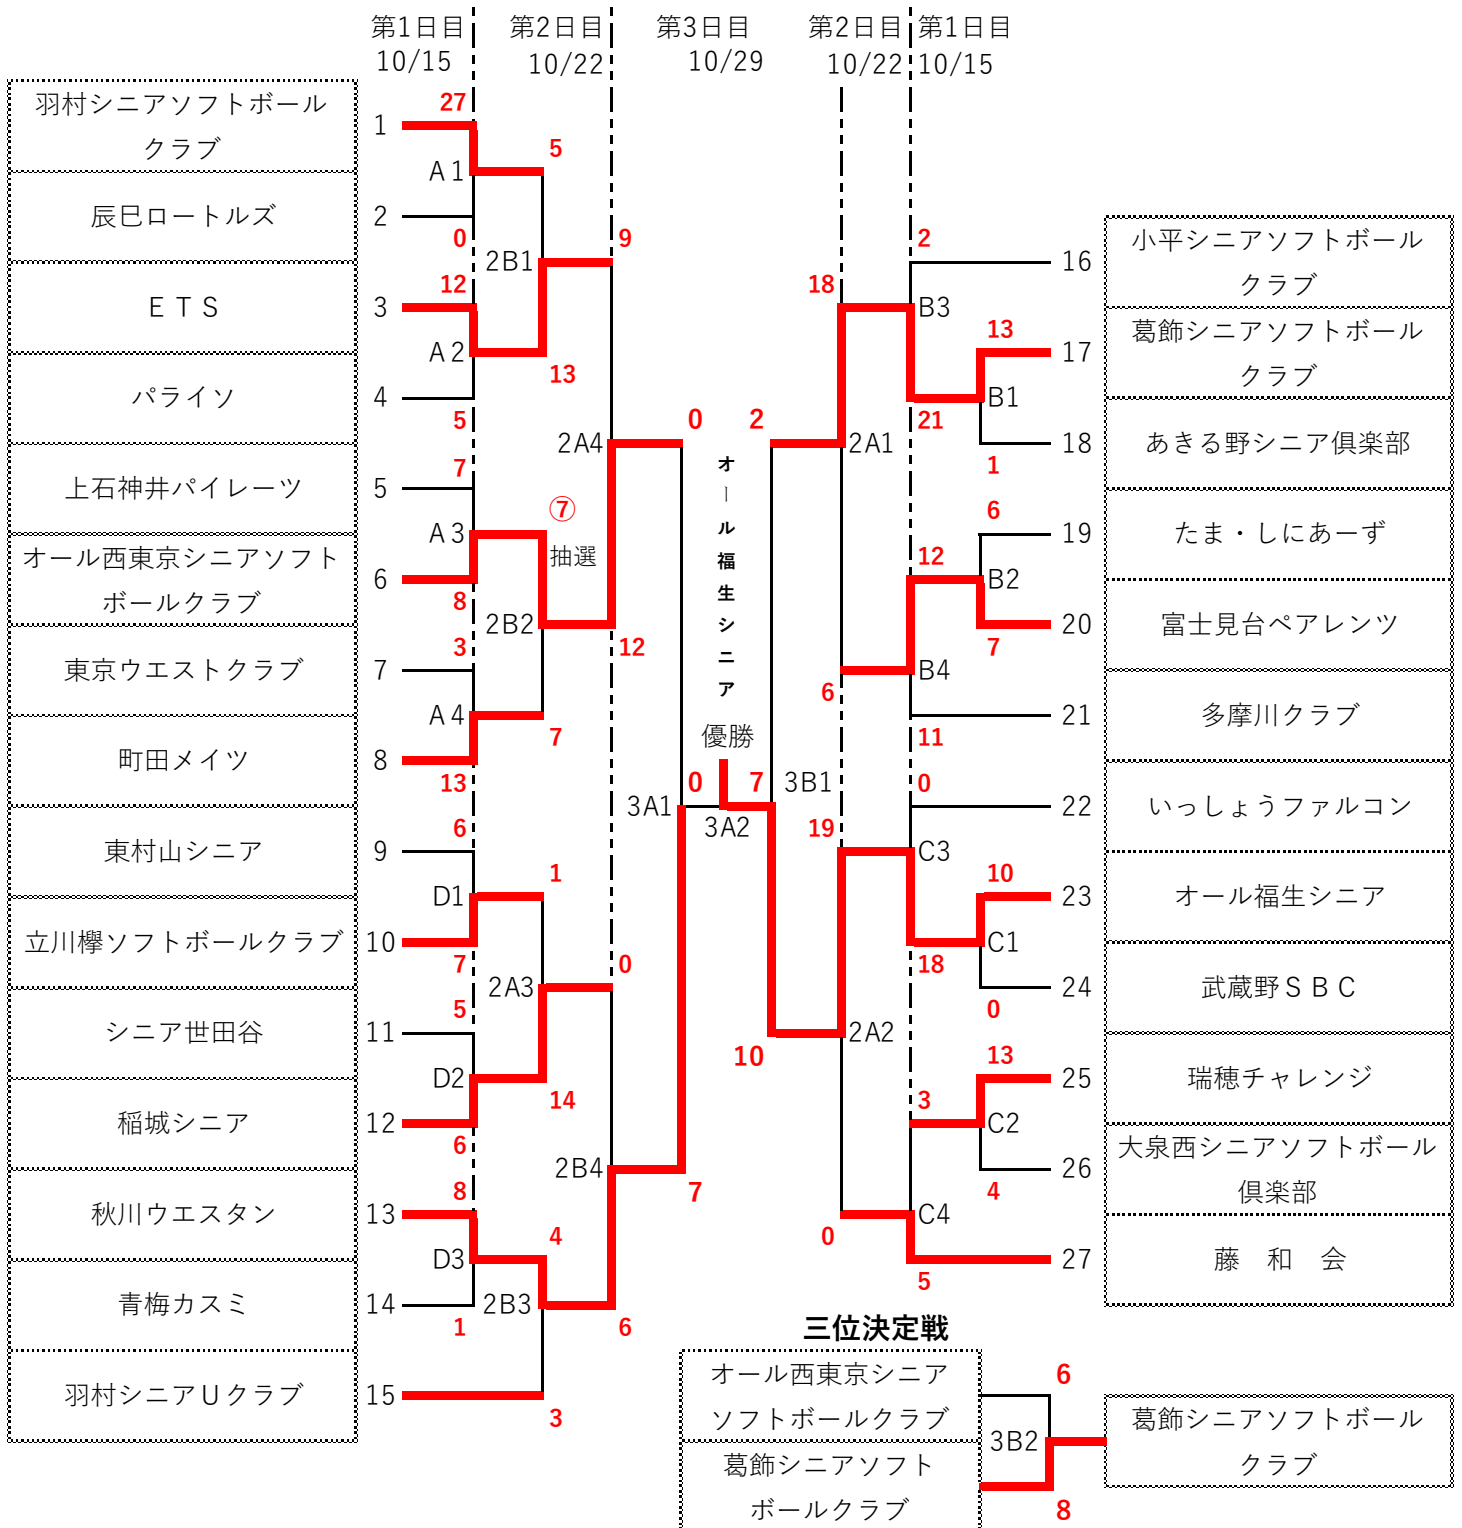 第1日目
10/15
第2日目
10/22
第3日目
10/29
第2日目
10/22
第1日目
10/15
羽村シニアソフトボール
クラブ
1
27
A1
辰巳ロートルズ
2
0
5
2B1
ＥＴＳ
3
12
A2
13
パライソ
4
5
9
2A4
上石神井パイレーツ
5
7
A3
⑦
抽選
オール西東京シニアソフト
ボールクラブ
6
8
2B2
12
東京ウエストクラブ
7
3
A4
7
町田メイツ
8
13
東村山シニア
9
6
D1
1
立川欅ソフトボールクラブ
10
7
2A3
0
シニア世田谷
11
5
D2
14
稲城シニア
12
6
2B4
秋川ウエスタン
13
8
D3
4
青梅カスミ
14
1
2B3
6
羽村シニアＵクラブ
15
3
0
3A1
7
オール福生シニア
優勝
0
7
3A2
2
3B1
10
小平シニアソフトボール
クラブ
16
2
B3
18
葛飾シニアソフトボール
クラブ
17
13
B1
21
あきる野シニア倶楽部
18
1
2A1
たま・しにあーず
19
6
B2
12
富士見台ペアレンツ
20
7
B4
6
多摩川クラブ
21
11
いっしょうファルコン
22
0
C3
19
オール福生シニア
23
10
C1
18
武蔵野ＳＢＣ
24
0
2A2
瑞穂チャレンジ
25
13
C2
3
大泉西シニアソフトボール
倶楽部
26
4
C4
0
藤　和　会
27
5
三位決定戦
オール西東京シニア
ソフトボールクラブ
6
3B2
葛飾シニアソフト
ボールクラブ
8
葛飾シニアソフトボール
クラブ